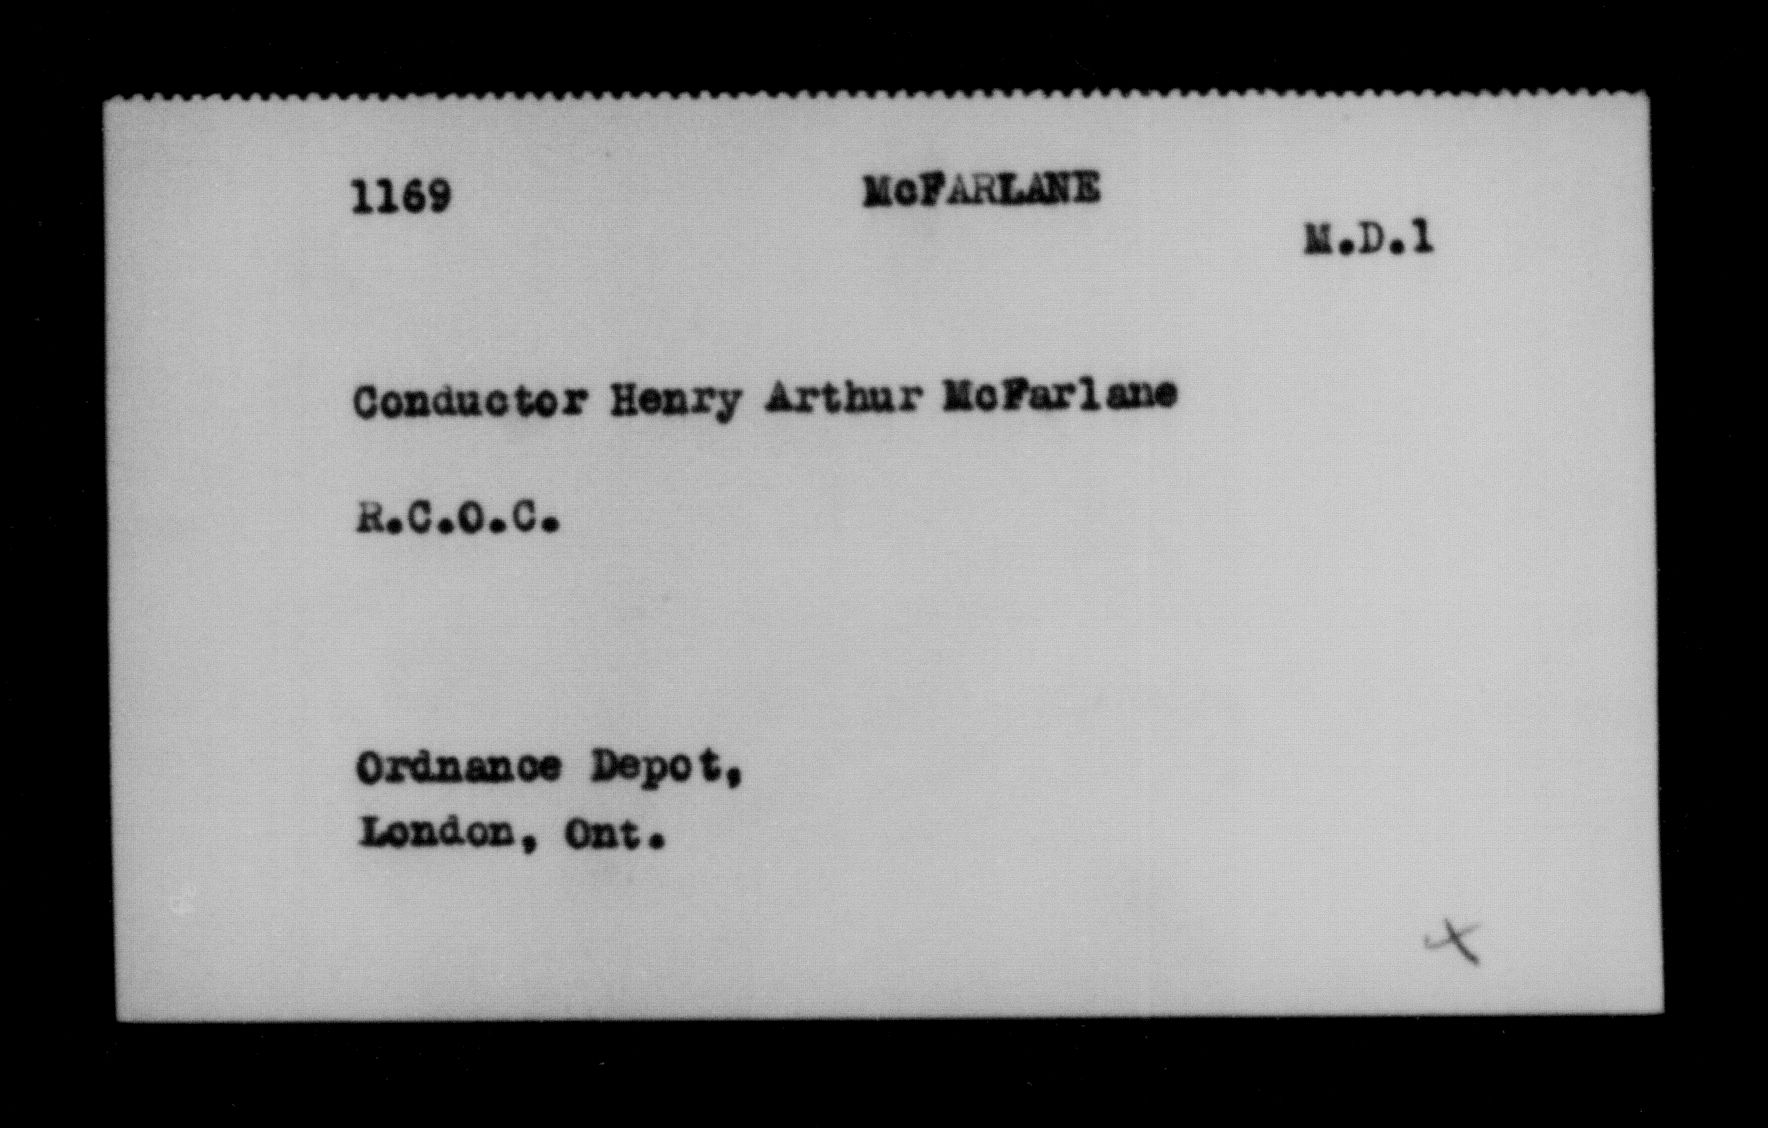 1169 McFARLANE
M.D.1
Conductor Henry Arthur McFarlane
R.C.O.C.
Ordnance Depot,
London, Ont.